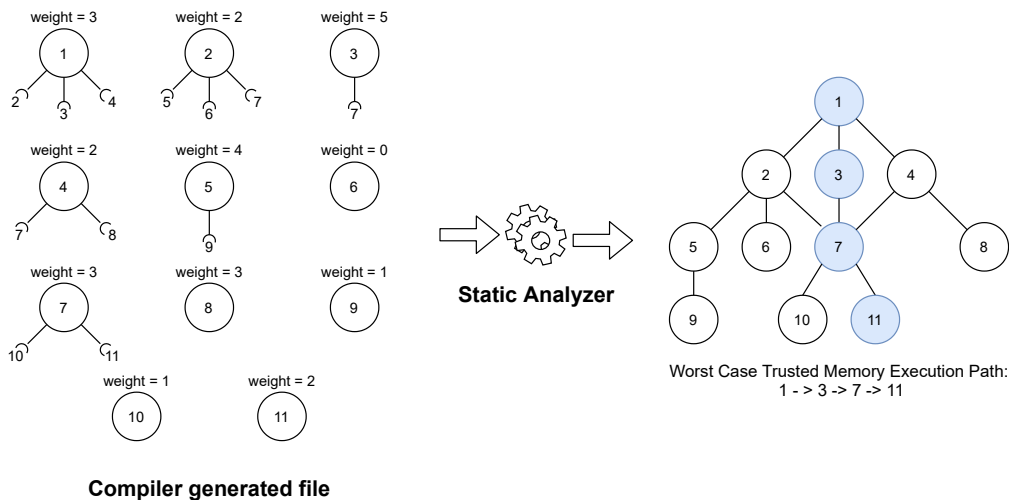 weight = 3
weight = 2
weight = 5
1
2
3
2
3
4
5
6
7
7
weight = 2
weight = 4
weight = 0
4
5
6
7
8
9
weight = 3
weight = 3
weight = 1
7
8
9
10
11
weight = 1
weight = 2
10
11
Compiler generated file
Static Analyzer
1
2
3
4
5
6
7
8
9
10
11
Worst Case Trusted Memory Execution Path:
1 - > 3 -> 7 -> 11